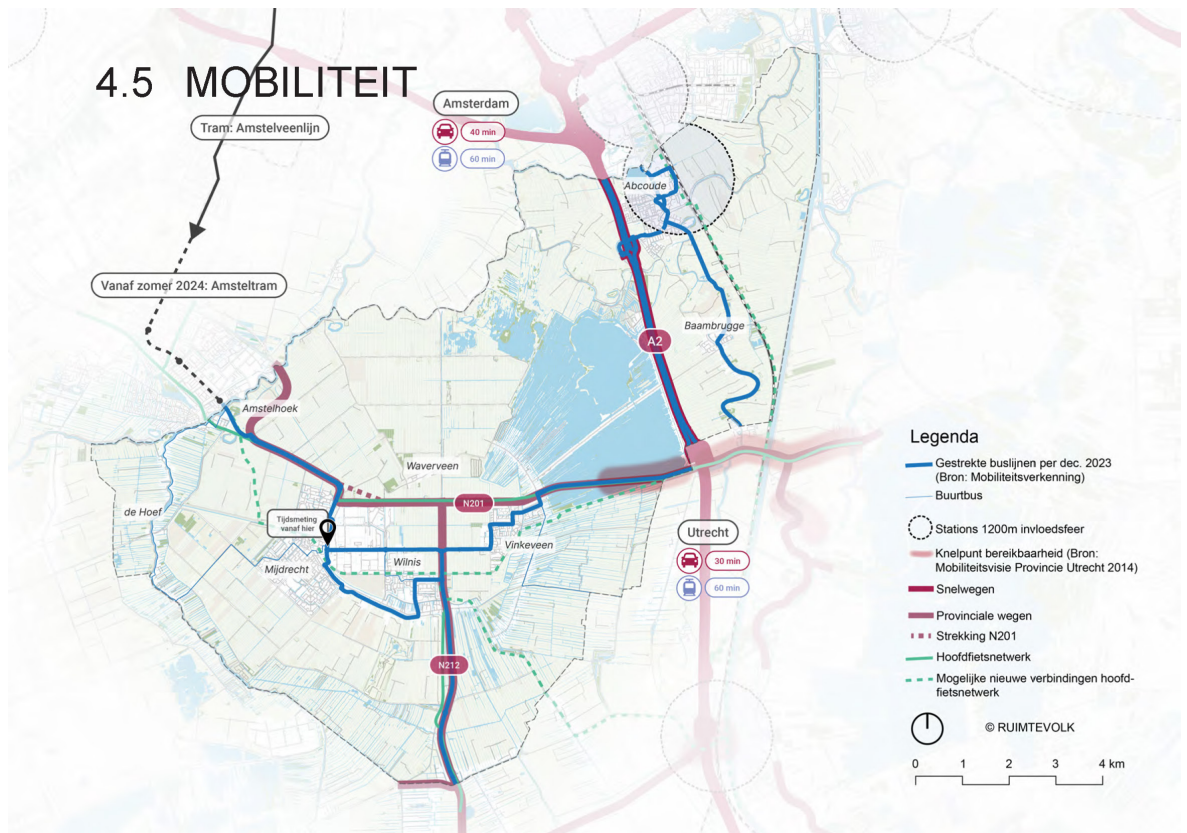 4.5 MOBILITEIT
Tram: Amstelveenlijn
Amsterdam
40 min
60 min
Abcoude
Vanaf zomer 2024: Amsteltram
Baambrugge
A2
Amstelhoek
Waverveen
N201
de Hoef
Tijdsmeting
vanaf hier
Vinkeveen
Wilnis
Mijdrecht
N212
Utrecht
30 min
60 min
Legenda
Gestrekte buslijnen per dec. 2023
(Bron: Mobiliteitsverkenning)
Buurtbus
Stations 1200m invloedsfeer
Knelpunt bereikbaarheid (Bron:
Mobiliteitsvisie Provincie Utrecht 2014)
Snelwegen
Provinciale wegen
Strekking N201
Hoofdfietsnetwerk
Mogelijke nieuwe verbindingen hoofd-
fietsnetwerk
© RUIMTEVOLK
0 1 2 3 4 km